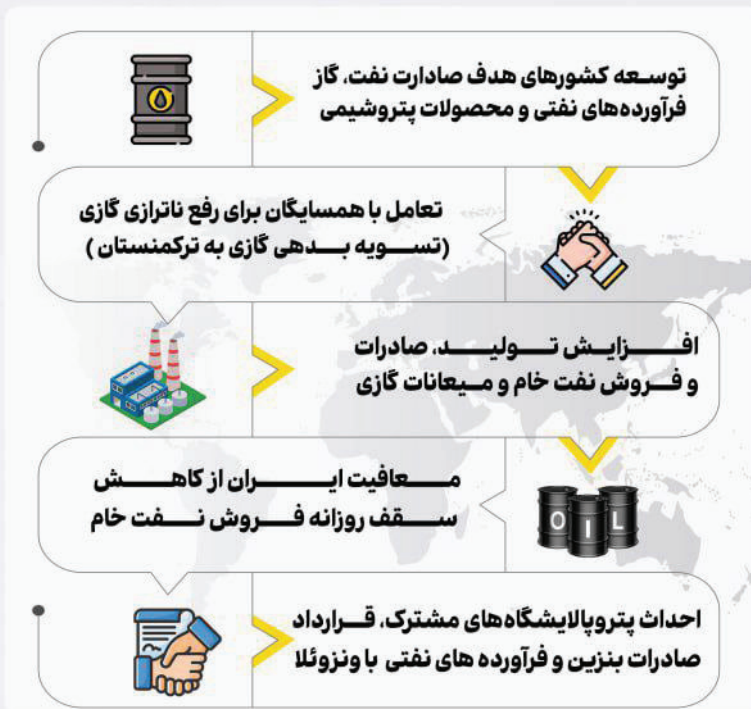 توسعه کشورهای هدف صادارت نفت، گاز
فرآورده‌های نفتی و محصولات پتروشیمی
تعامل با همسایگان برای رفع ناترازی گازی
(تسویه بدهی گازی به ترکمنستان)
افزایش تولید، صادرات
و فروش نفت خام و میعانات گازی
معافیت ایران از کاهش
سقف روزانه فروش نفت خام
OIL
احداث پتروپالایشگاه‌های مشترک، قرارداد
صادرات بنزین و فرآورده های نفتی با ونزوئلا